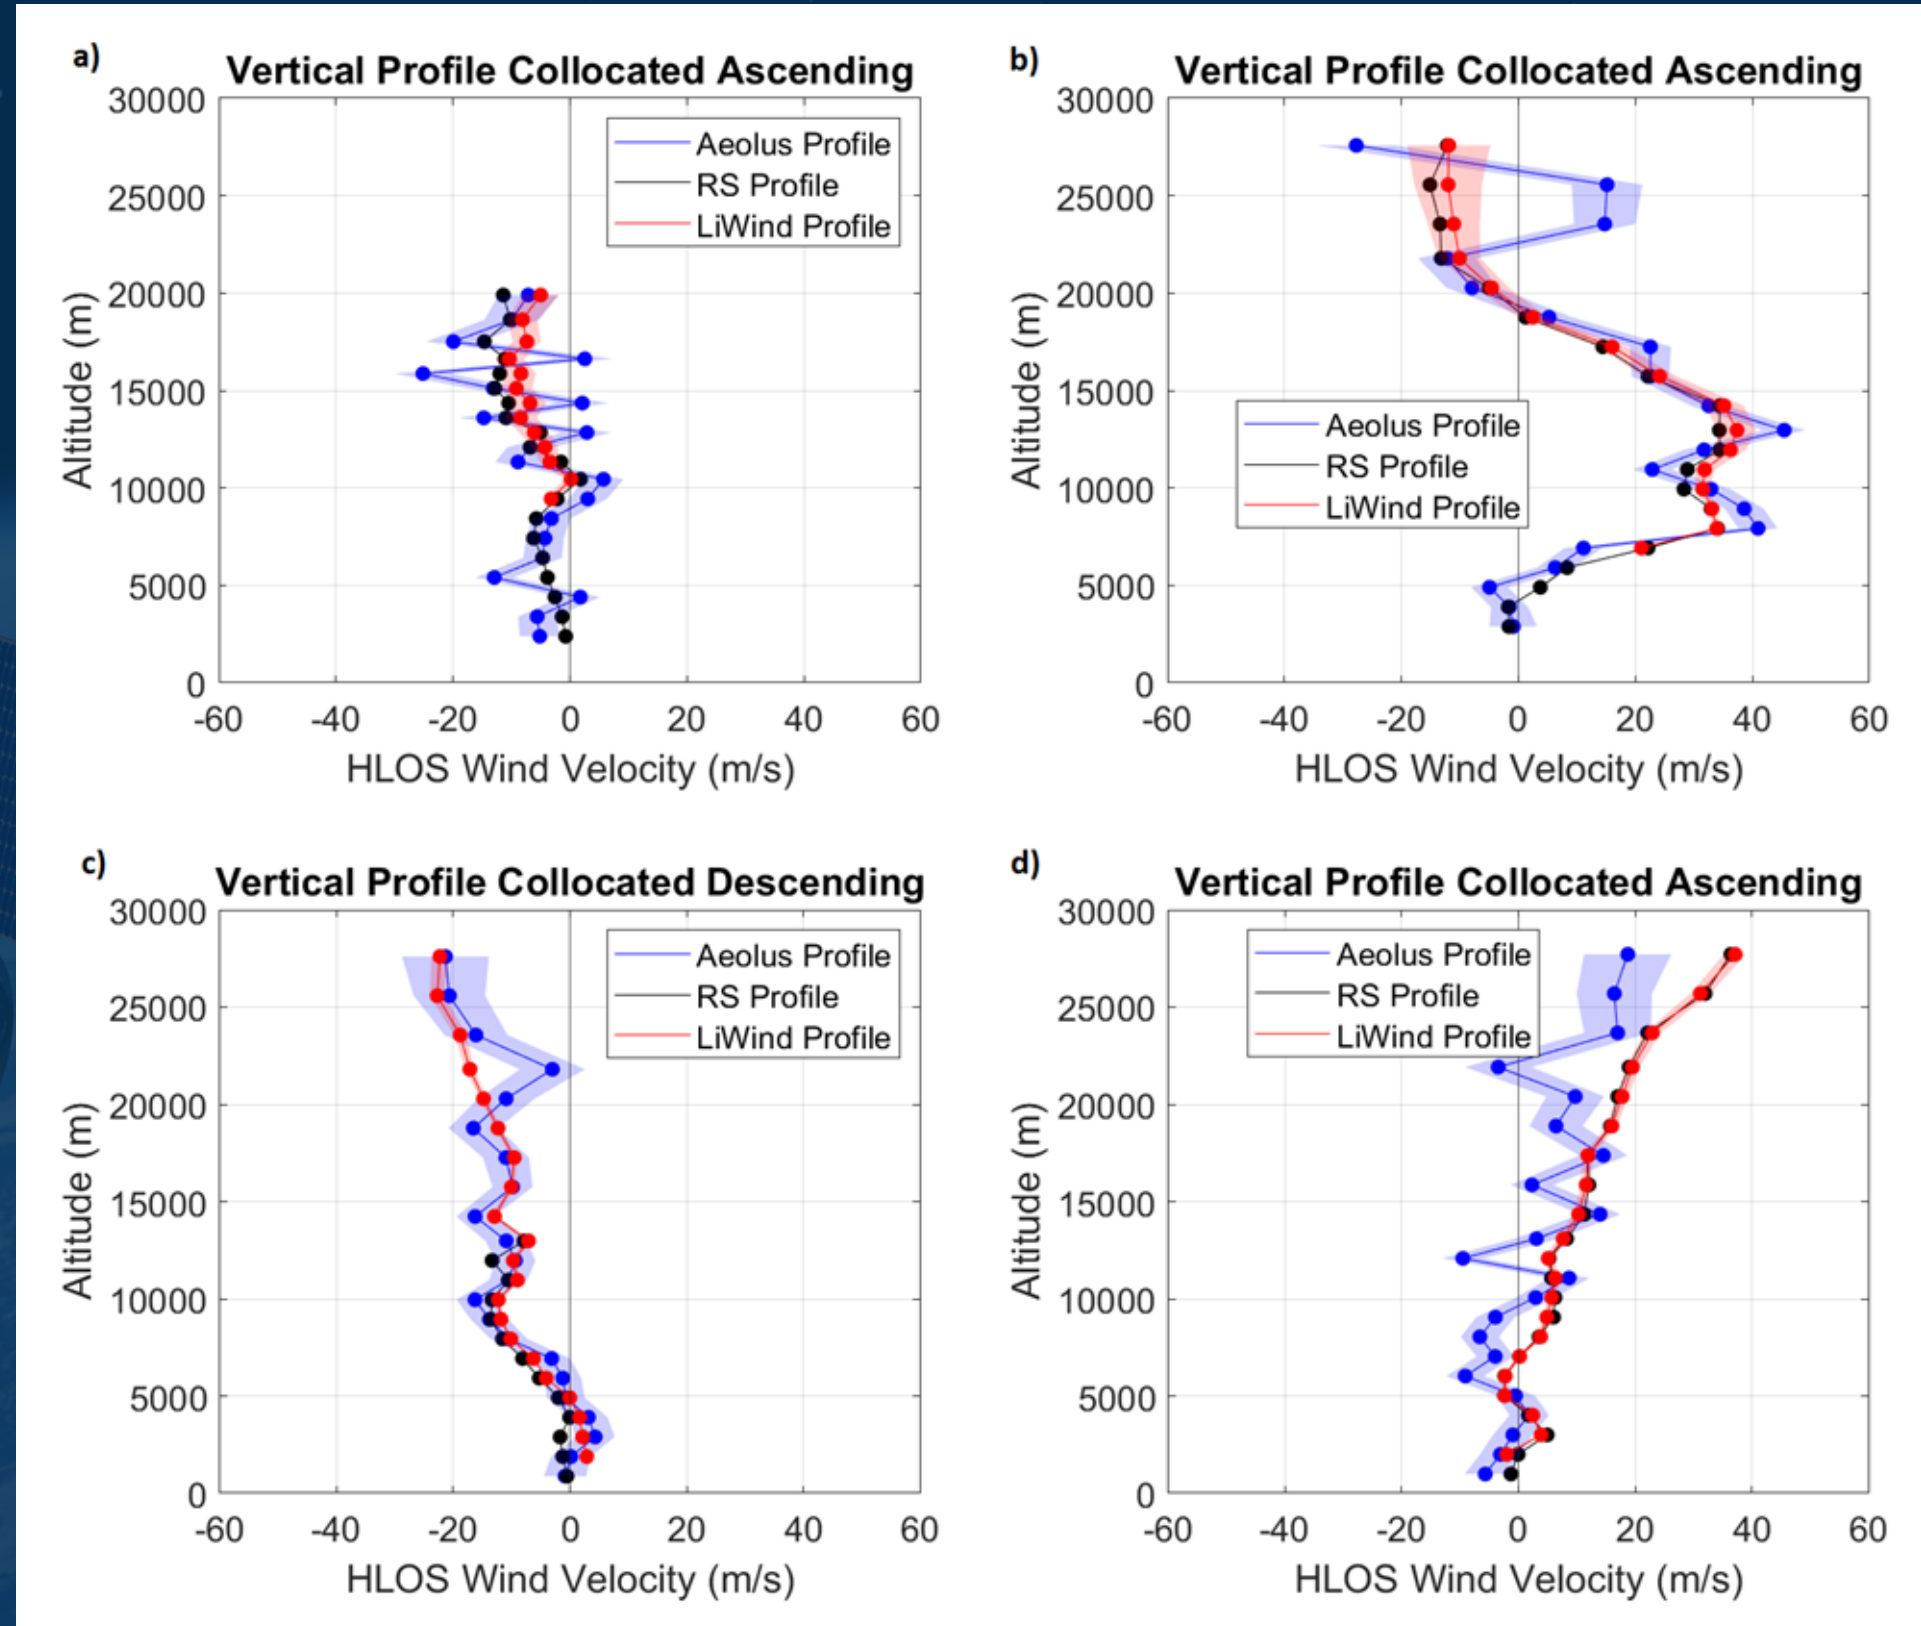 a)
Vertical Profile Collocated Ascending
30000
25000
20000
15000
10000
5000
0
Altitude (m)
Aeolus Profile
RS Profile
LiWind Profile
-60 -40 -20 0 20 40 60
HLOS Wind Velocity (m/s)
b)
Vertical Profile Collocated Ascending
30000
25000
20000
15000
10000
5000
0
Altitude (m)
Aeolus Profile
RS Profile
LiWind Profile
-60 -40 -20 0 20 40 60
HLOS Wind Velocity (m/s)
c)
Vertical Profile Collocated Descending
30000
25000
20000
15000
10000
5000
0
Altitude (m)
Aeolus Profile
RS Profile
LiWind Profile
-60 -40 -20 0 20 40 60
HLOS Wind Velocity (m/s)
d)
Vertical Profile Collocated Ascending
30000
25000
20000
15000
10000
5000
0
Altitude (m)
Aeolus Profile
RS Profile
LiWind Profile
-60 -40 -20 0 20 40 60
HLOS Wind Velocity (m/s)